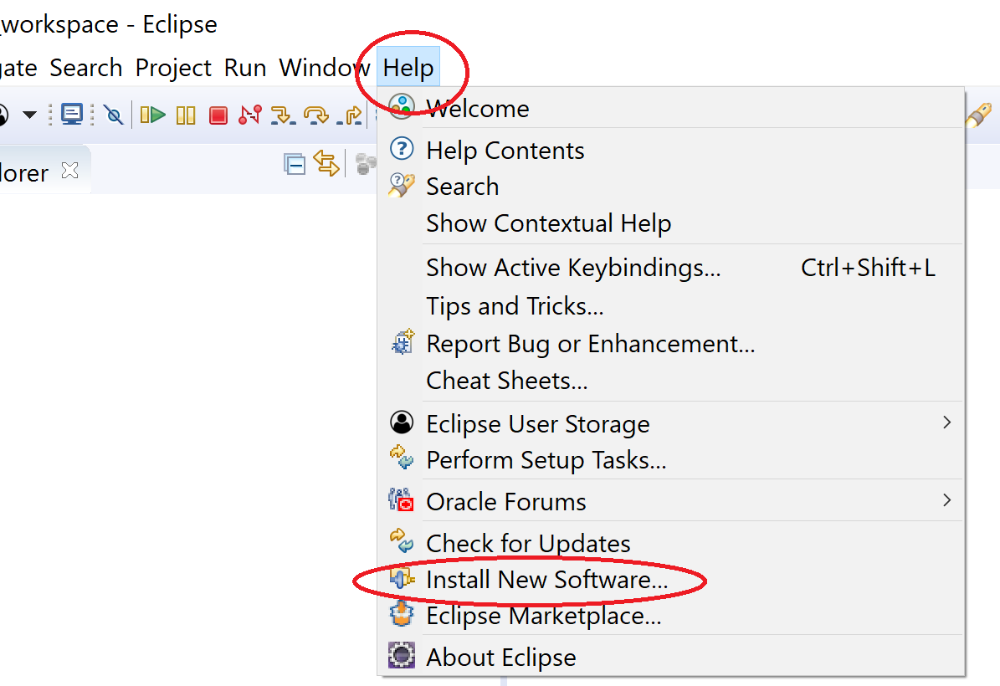 workspace - Eclipse
gate Search Project Run Window Help
lorer
Welcome
Help Contents
Search
Show Contextual Help
Show Active Keybindings... Ctrl+Shift+L
Tips and Tricks...
Report Bug or Enhancement...
Cheat Sheets...
Eclipse User Storage
Perform Setup Tasks...
Oracle Forums
Check for Updates
Install New Software...
Eclipse Marketplace...
About Eclipse